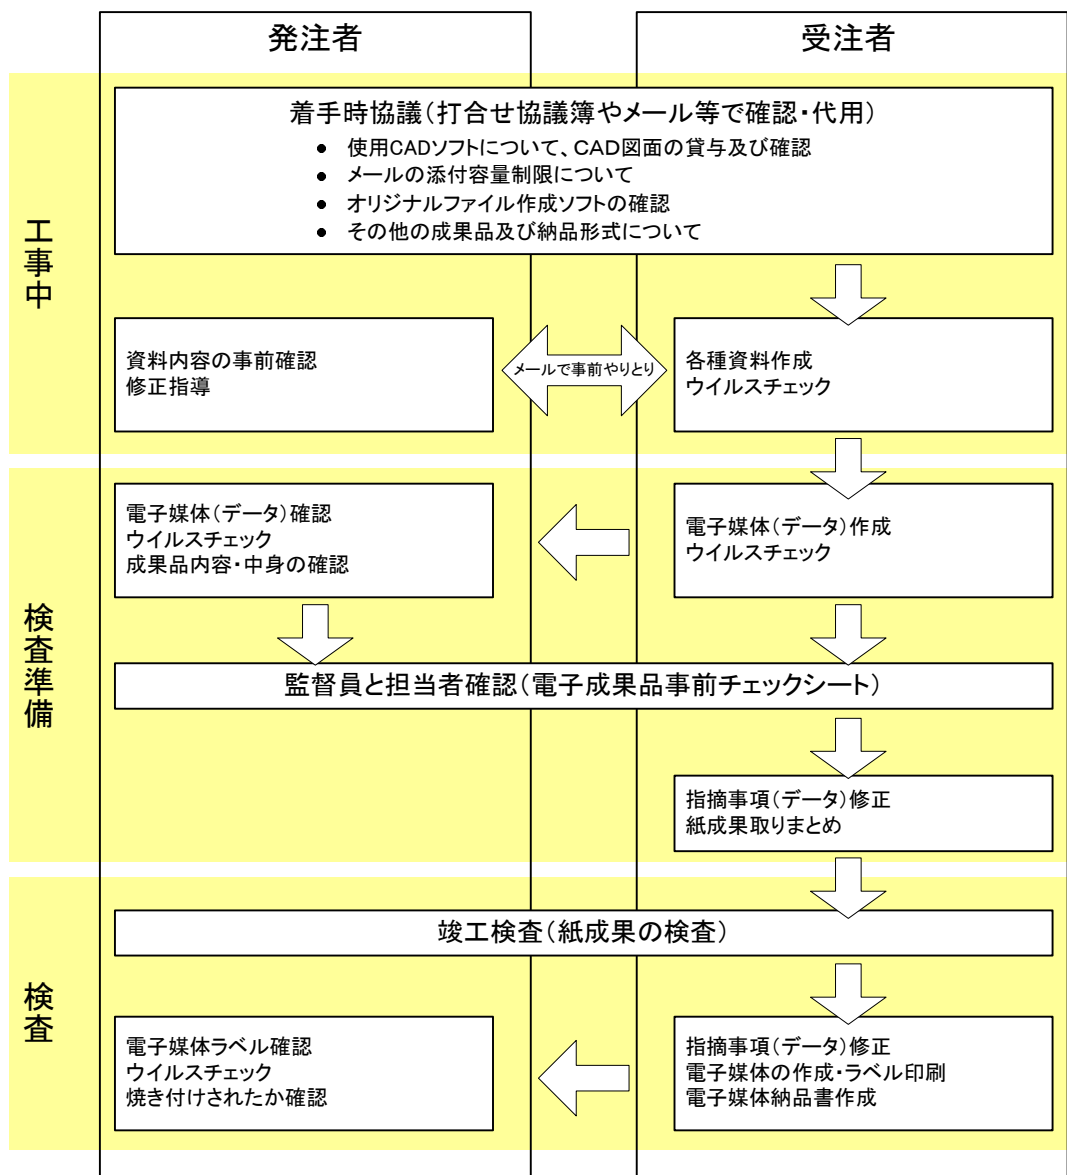 発注者
受注者
工事中
着手時協議（打合せ協議簿やメール等で確認・代用）
● 使用CADソフトについて、CAD図面の貸与及び確認
● メールの添付容量制限について
● オリジナルファイル作成ソフトの確認
● その他の成果品及び納品形式について
資料内容の事前確認
修正指導
メールで事前やりとり
各種資料作成
ウイルスチェック
検査準備
電子媒体（データ）確認
ウイルスチェック
成果品内容・中身の確認
電子媒体（データ）作成
ウイルスチェック
監督員と担当者確認（電子成果品事前チェックシート）
指摘事項（データ）修正
紙成果取りまとめ
検査
竣工検査（紙成果の検査）
電子媒体ラベル確認
ウイルスチェック
焼き付けされたか確認
指摘事項（データ）修正
電子媒体の作成・ラベル印刷
電子媒体納品書作成